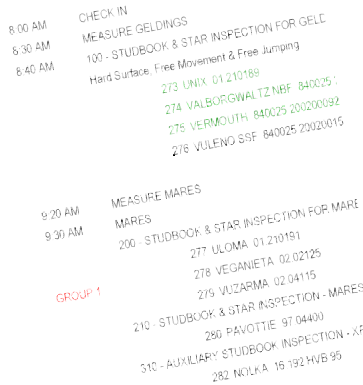 8:00 AM CHECK IN
8:30 AM MEASURE GELDINGS
8:40 AM 100 - STUDBOOK & STAR INSPECTION FOR GELD
Hard Surface, Free Movement & Free Jumping
273 UNIX 01.210189
274 VALBORGWALTZ NBF 840025
275 VERMOUTH 840025 200200092
276 VULENO SSF 840025 20020015
9:20 AM MEASURE MARES
9:30 AM MARES
200 - STUDBOOK & STAR INSPECTION FOR MARE
277 ULOMA 01.210191
278 VEGANIETA 02.02125
GROUP 1 279 VUZARMA 02.04115
210 - STUDBOOK & STAR INSPECTION - MARES
280 PAVOTTIE 97.04400
310 - AUXILIARY STUDBOOK INSPECTION -
282 NOLKA 16 192 HVB 95